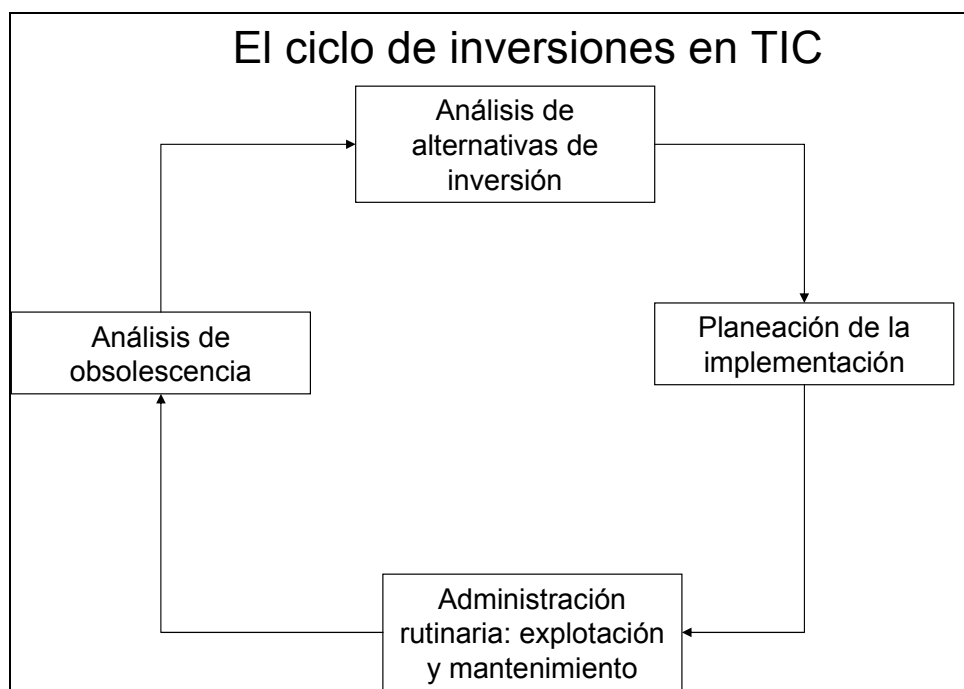 El ciclo de inversiones en TIC
Análisis de
alternativas de
inversión
Planeación de la
implementación
Administración
rutinaria: explotación
y mantenimiento
Análisis de
obsolescencia